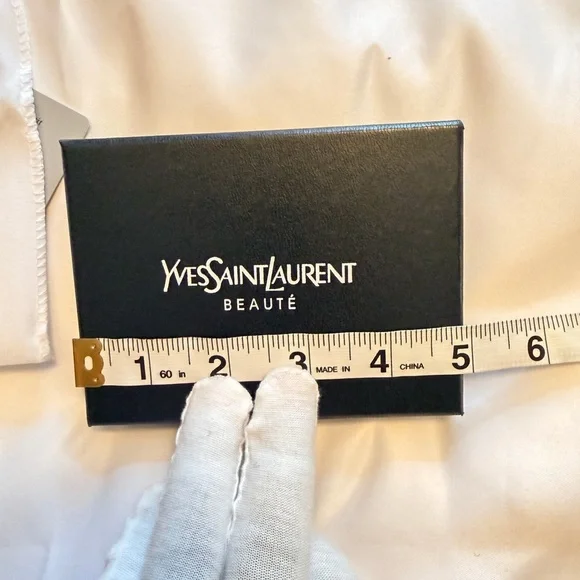 YVESSAINTLAURENT
BEAUTÉ
1 60 in 2 3 MADE IN 4 CHINA 5 6